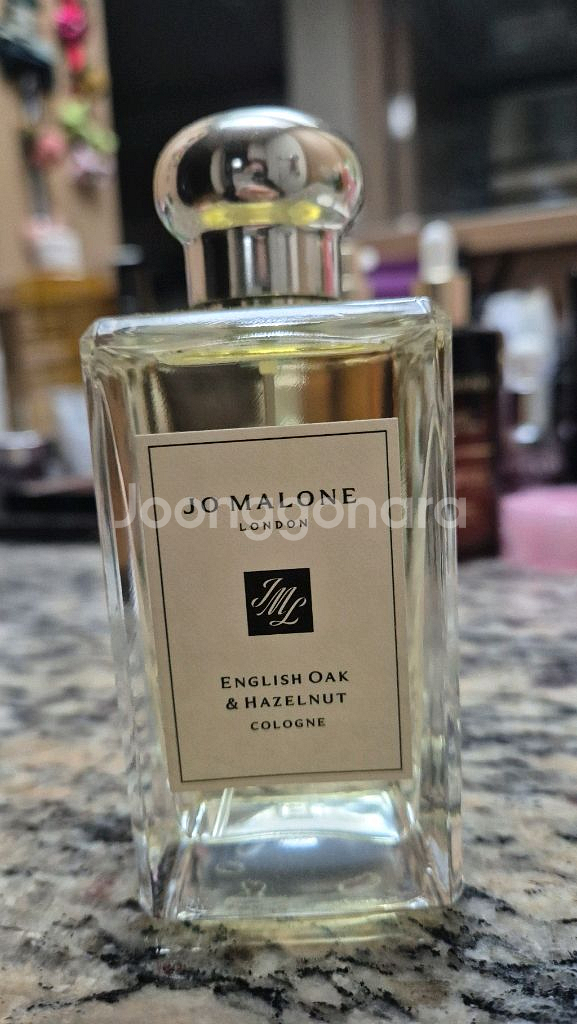 JO MALONE
LONDON
Joonggonara
JML
ENGLISH OAK
& HAZELNUT
COLOGNE